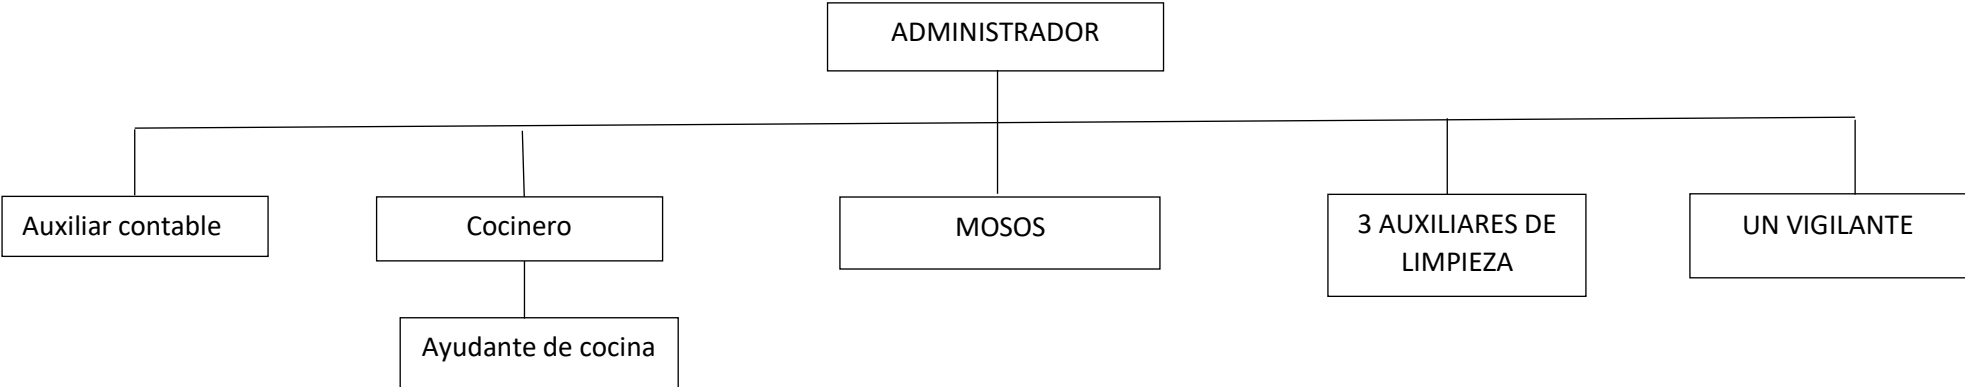 ADMINISTRADOR
Auxiliar contable
Cocinero
MOSOS
3 AUXILIARES DE
LIMPIEZA
UN VIGILANTE
Ayudante de cocina